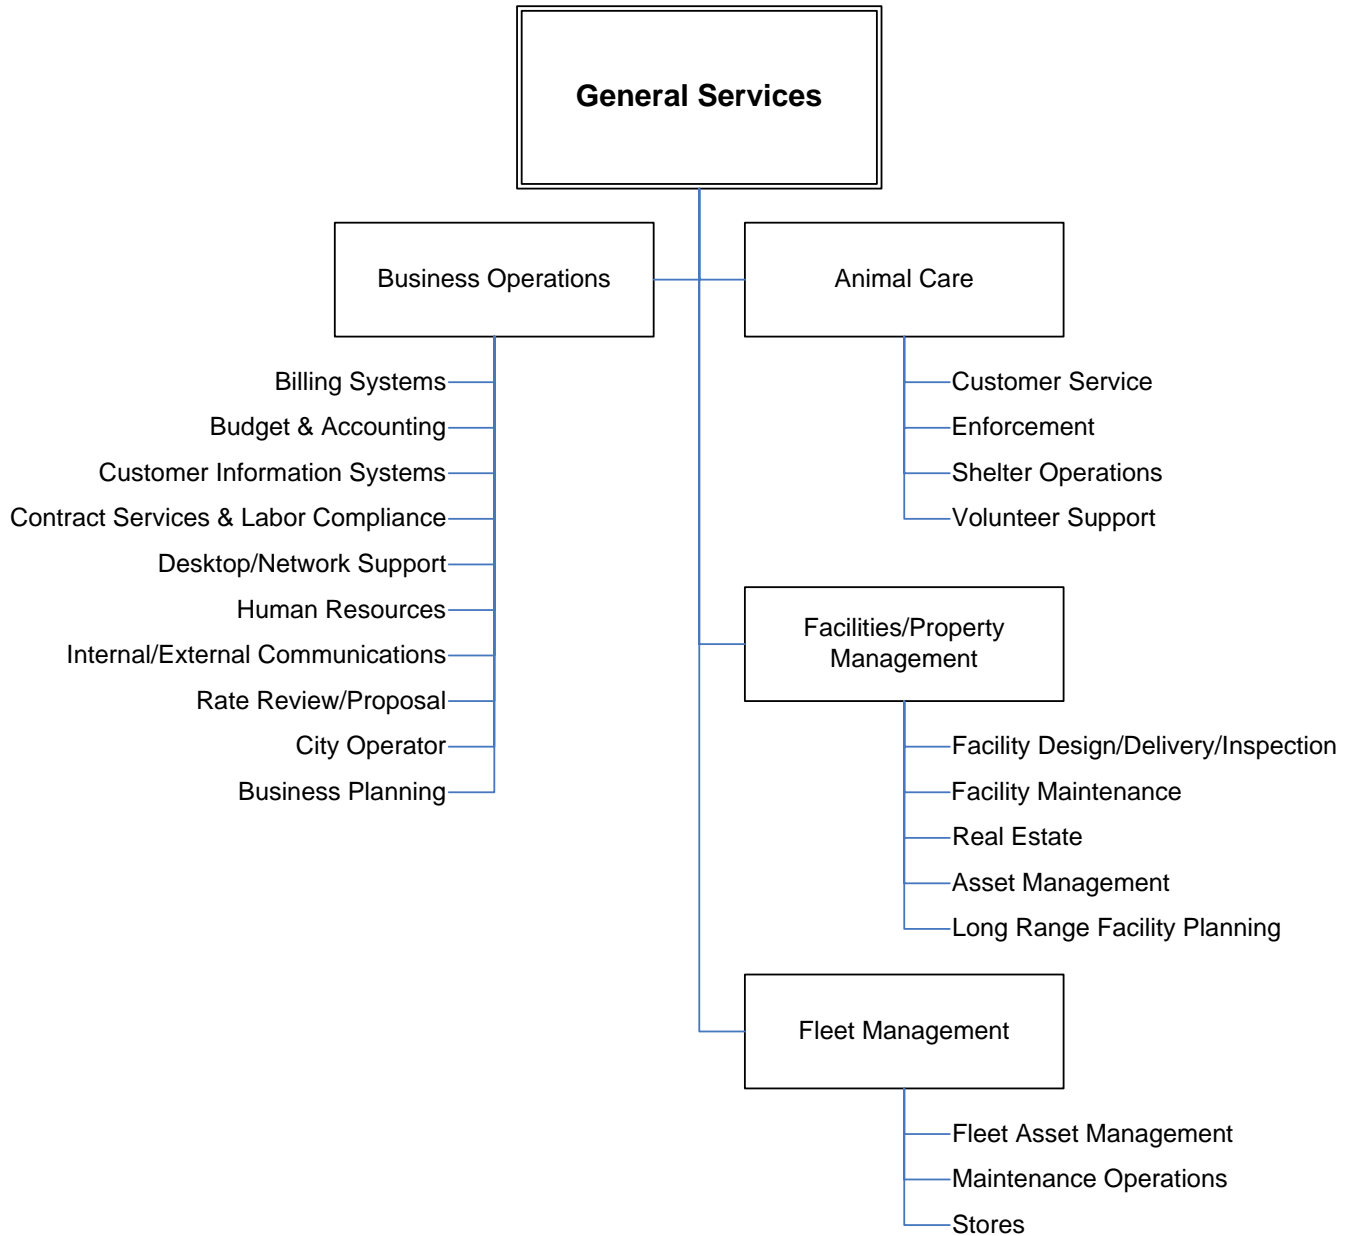 General Services
Business Operations
Billing Systems
Budget & Accounting
Customer Information Systems
Contract Services & Labor Compliance
Desktop/Network Support
Human Resources
Internal/External Communications
Rate Review/Proposal
City Operator
Business Planning
Animal Care
Customer Service
Enforcement
Shelter Operations
Volunteer Support
Facilities/Property
Management
Facility Design/Delivery/Inspection
Facility Maintenance
Real Estate
Asset Management
Long Range Facility Planning
Fleet Management
Fleet Asset Management
Maintenance Operations
Stores